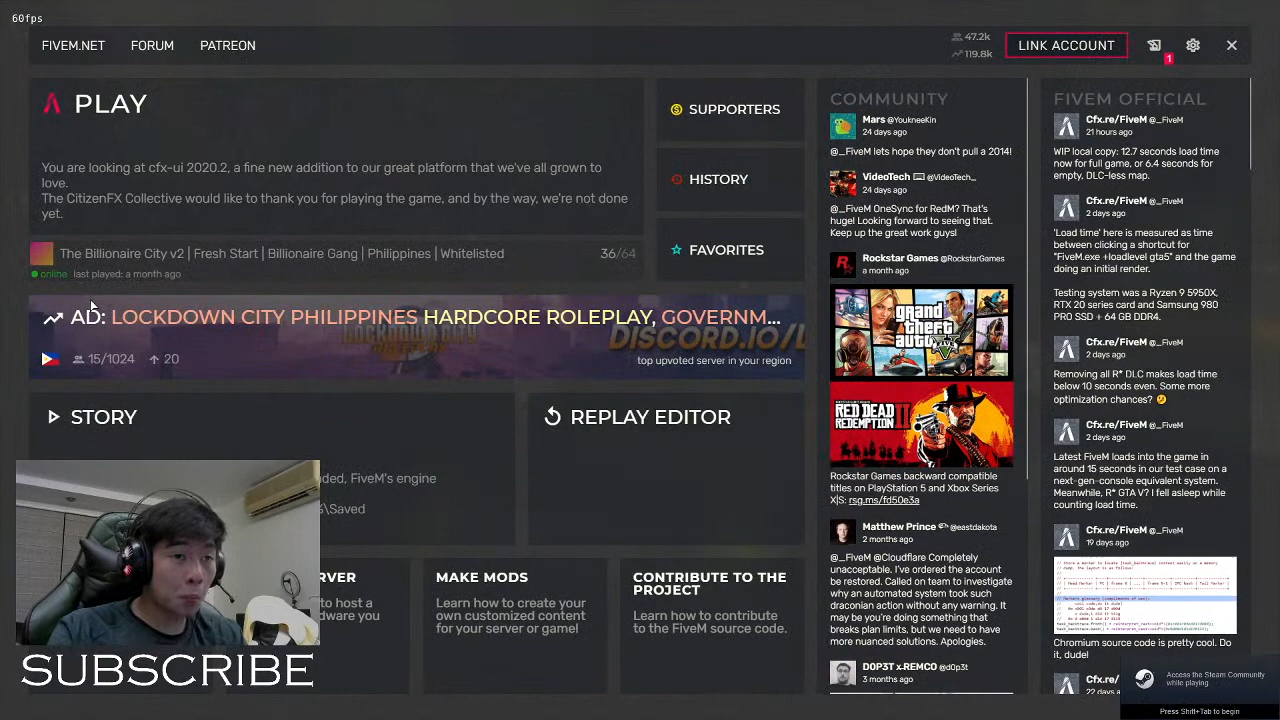 60fps
FIVEM.NET FORUM PATREON
47.2k
119.8k
LINK ACCOUNT
1
PLAY
You are looking at cfx-ui 2020.2, a fine new addition to our great platform that we've all grown to
love.
The CitizenFX Collective would like to thank you for playing the game, and by the way, we're not done
yet.
The Billionaire City v2 | Fresh Start | Billionaire Gang | Philippines | Whitelisted 36/64
online last played: a month ago
SUPPORTERS
HISTORY
FAVORITES
AD: LOCKDOWN CITY PHILIPPINES HARDCORE ROLEPLAY, GOVERNM...
DISCORD.IO/L
15/1024 20
top upvoted server in your region
STORY
ded, FiveM's engine
\Saved
REPLAY EDITOR
MAKE MODS
Learn how to create your
own customized content
for your server or game!
CONTRIBUTE TO THE
PROJECT
Learn how to contribute
to the FiveM source code.
SUBSCRIBE
COMMUNITY
Mars @YoukneeKin
24 days ago
@_FiveM lets hope they don't pull a 2014!
VideoTech @VideoTech_
24 days ago
@_FiveM OneSync for RedM? That's
huge! Looking forward to seeing that.
Keep up the great work guys!
Rockstar Games @RockstarGames
a month ago
grand
theft
auto
V
RED DEAD
REDEMPTION
II
Rockstar Games backward compatible
titles on PlayStation 5 and Xbox Series
X|S: rsg.ms/fd50e3a
Matthew Prince @eastdakota
2 months ago
@_FiveM @Cloudflare Completely
unacceptable. I've ordered the account
be restored. Called on team to investigate
why automated system took such
drastic action without any warning. It
maybe you're doing something that
breaks plan limits, but we need to have
more nuanced solutions. Apologies.
D0P3T x-REMCO @d0p3t
3 months ago
FIVEM OFFICIAL
Cfx.re/FiveM @_FiveM
21 hours ago
WIP local copy: 12.7 seconds load time
now for full game, or 6.4 seconds for
empty, DLC-less map.
Cfx.re/FiveM @_FiveM
2 days ago
'Load time' here is measured as time
between clicking a shortcut for
"FiveM.exe +loadlevel gta5" and the game
doing an initial render.
Testing system was a Ryzen 9 5950X,
RTX 20 series card and Samsung 980
PRO SSD + 64 GB DDR4.
Cfx.re/FiveM @_FiveM
2 days ago
Removing all R* DLC makes load time
below 10 seconds even. Some more
optimization chances? 🤔
Cfx.re/FiveM @_FiveM
2 days ago
Latest FiveM loads into the game in
around 15 seconds in our test case on a
next-gen-console equivalent system.
Meanwhile, R* GTA V? I fell asleep while
counting load time.
Cfx.re/FiveM @_FiveM
19 days ago
Chromium source code is pretty cool. Do
it, dude!
Cfx.re/
22 days a
Access the Steam Community
while playing
Press Shift+Tab to begin